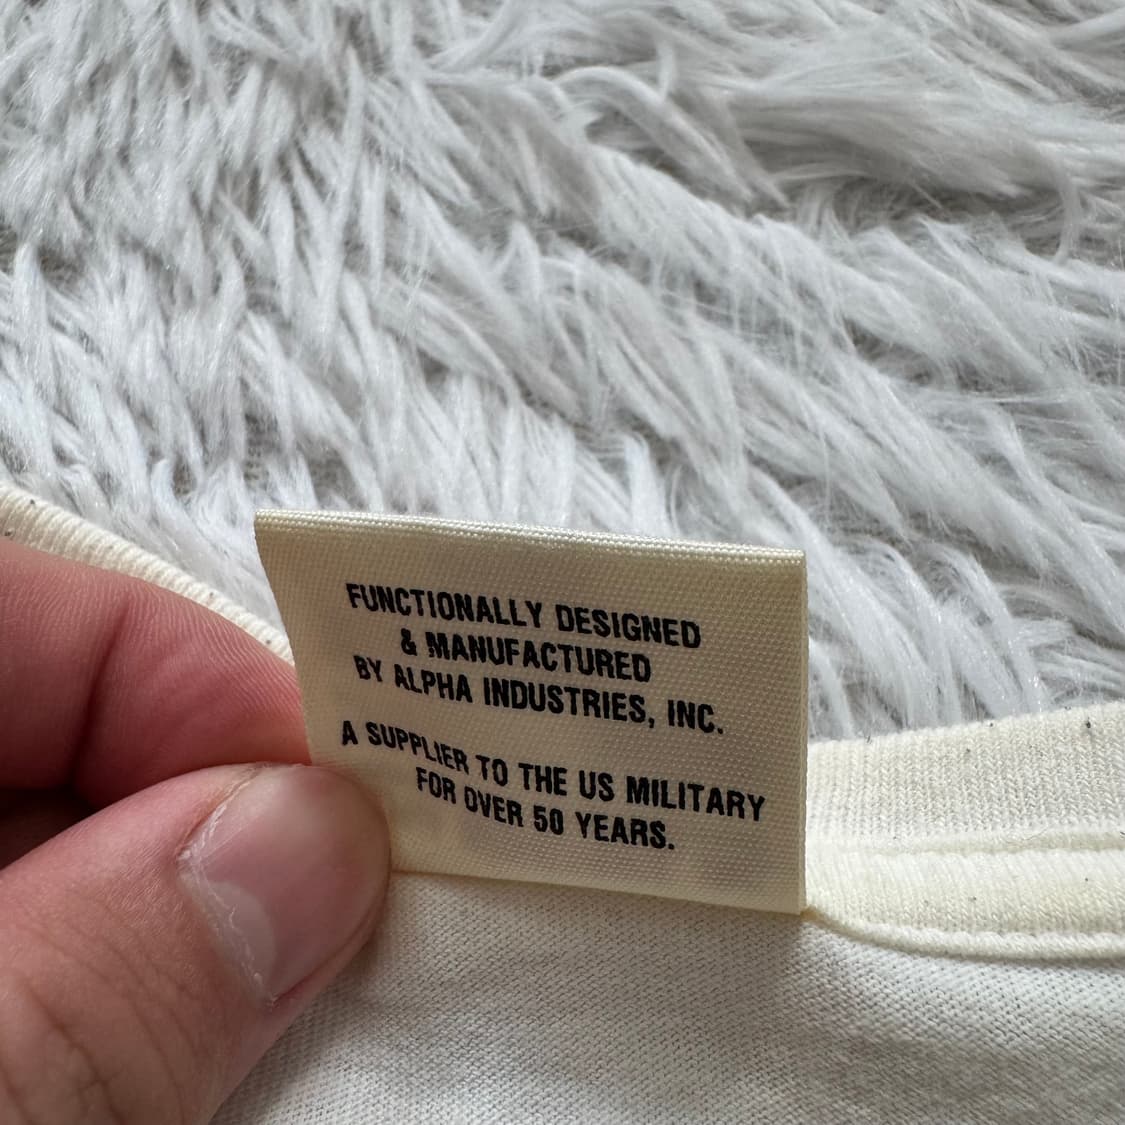 FUNCTIONALLY DESIGNED
& MANUFACTURED
BY ALPHA INDUSTRIES, INC.
A SUPPLIER TO THE US MILITARY
FOR OVER 50 YEARS.